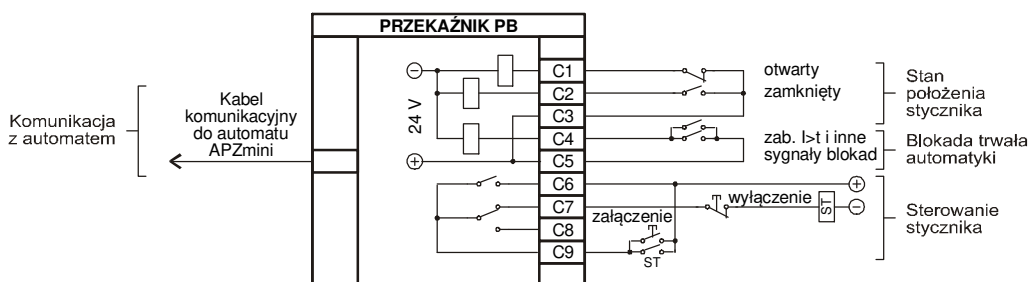 PRZEKAŹNIK PB
Komunikacja
z automatem
Kabel
komunikacyjny
do automatu
APZmini
24 V
C1
C2
C3
C4
C5
C6
C7
C8
C9
otwarty
zamknięty
Stan
położenia
stycznika
zab. I>t i inne
sygnały blokad
Blokada trwała
automatyki
załączenie
wyłączenie
ST
ST
Sterowanie
stycznika